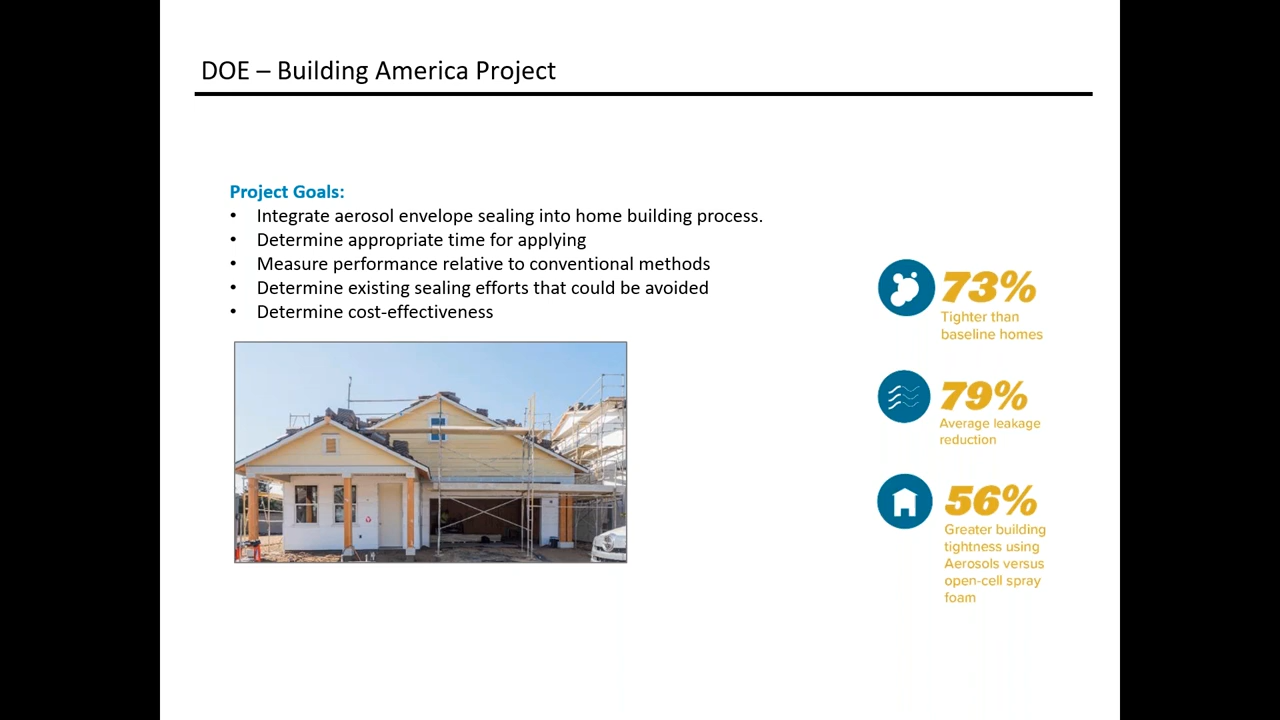 DOE – Building America Project
Project Goals:
• Integrate aerosol envelope sealing into home building process.
• Determine appropriate time for applying
• Measure performance relative to conventional methods
• Determine existing sealing efforts that could be avoided
• Determine cost-effectiveness
73%
Tighter than
baseline homes
79%
Average leakage
reduction
56%
Greater building
tightness using
Aerosols versus
open-cell spray
foam